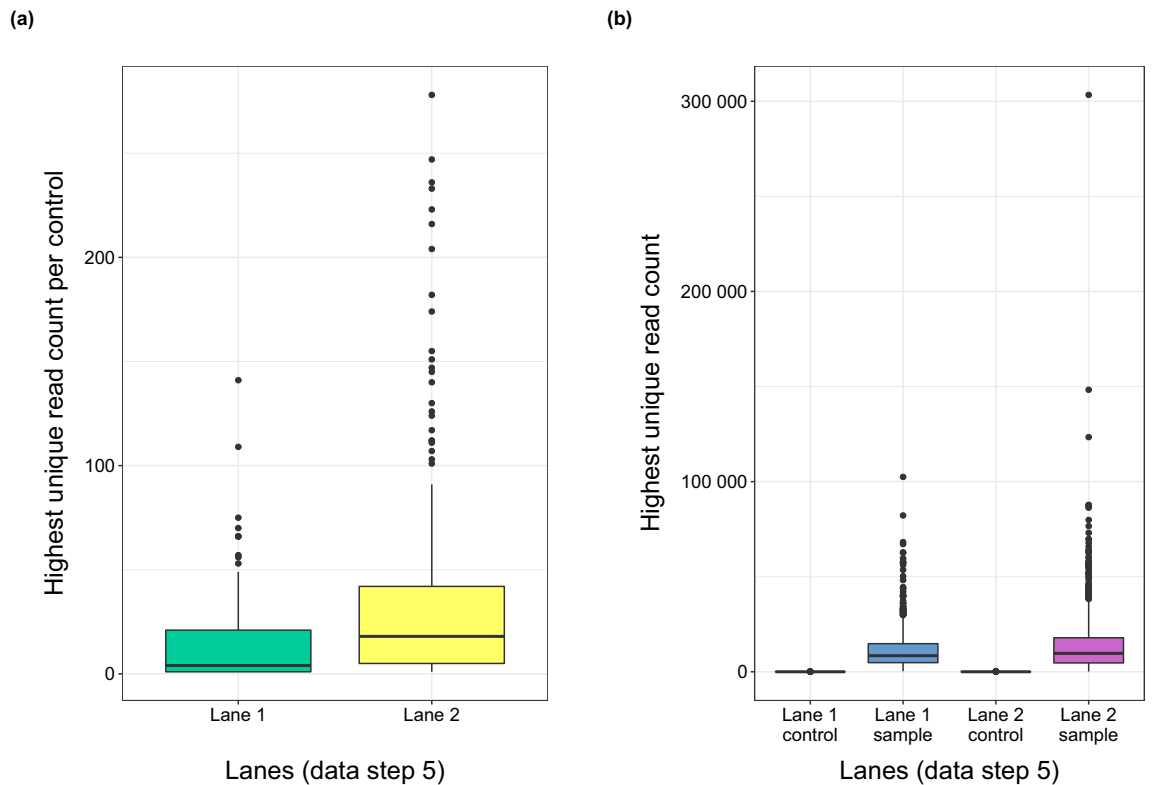 (a)
Highest unique read count per control
200
100
0
Lane 1
Lane 2
Lanes (data step 5)
(b)
Highest unique read count
300 000
200 000
100 000
0
Lane 1
control
Lane 1
sample
Lane 2
control
Lane 2
sample
Lanes (data step 5)